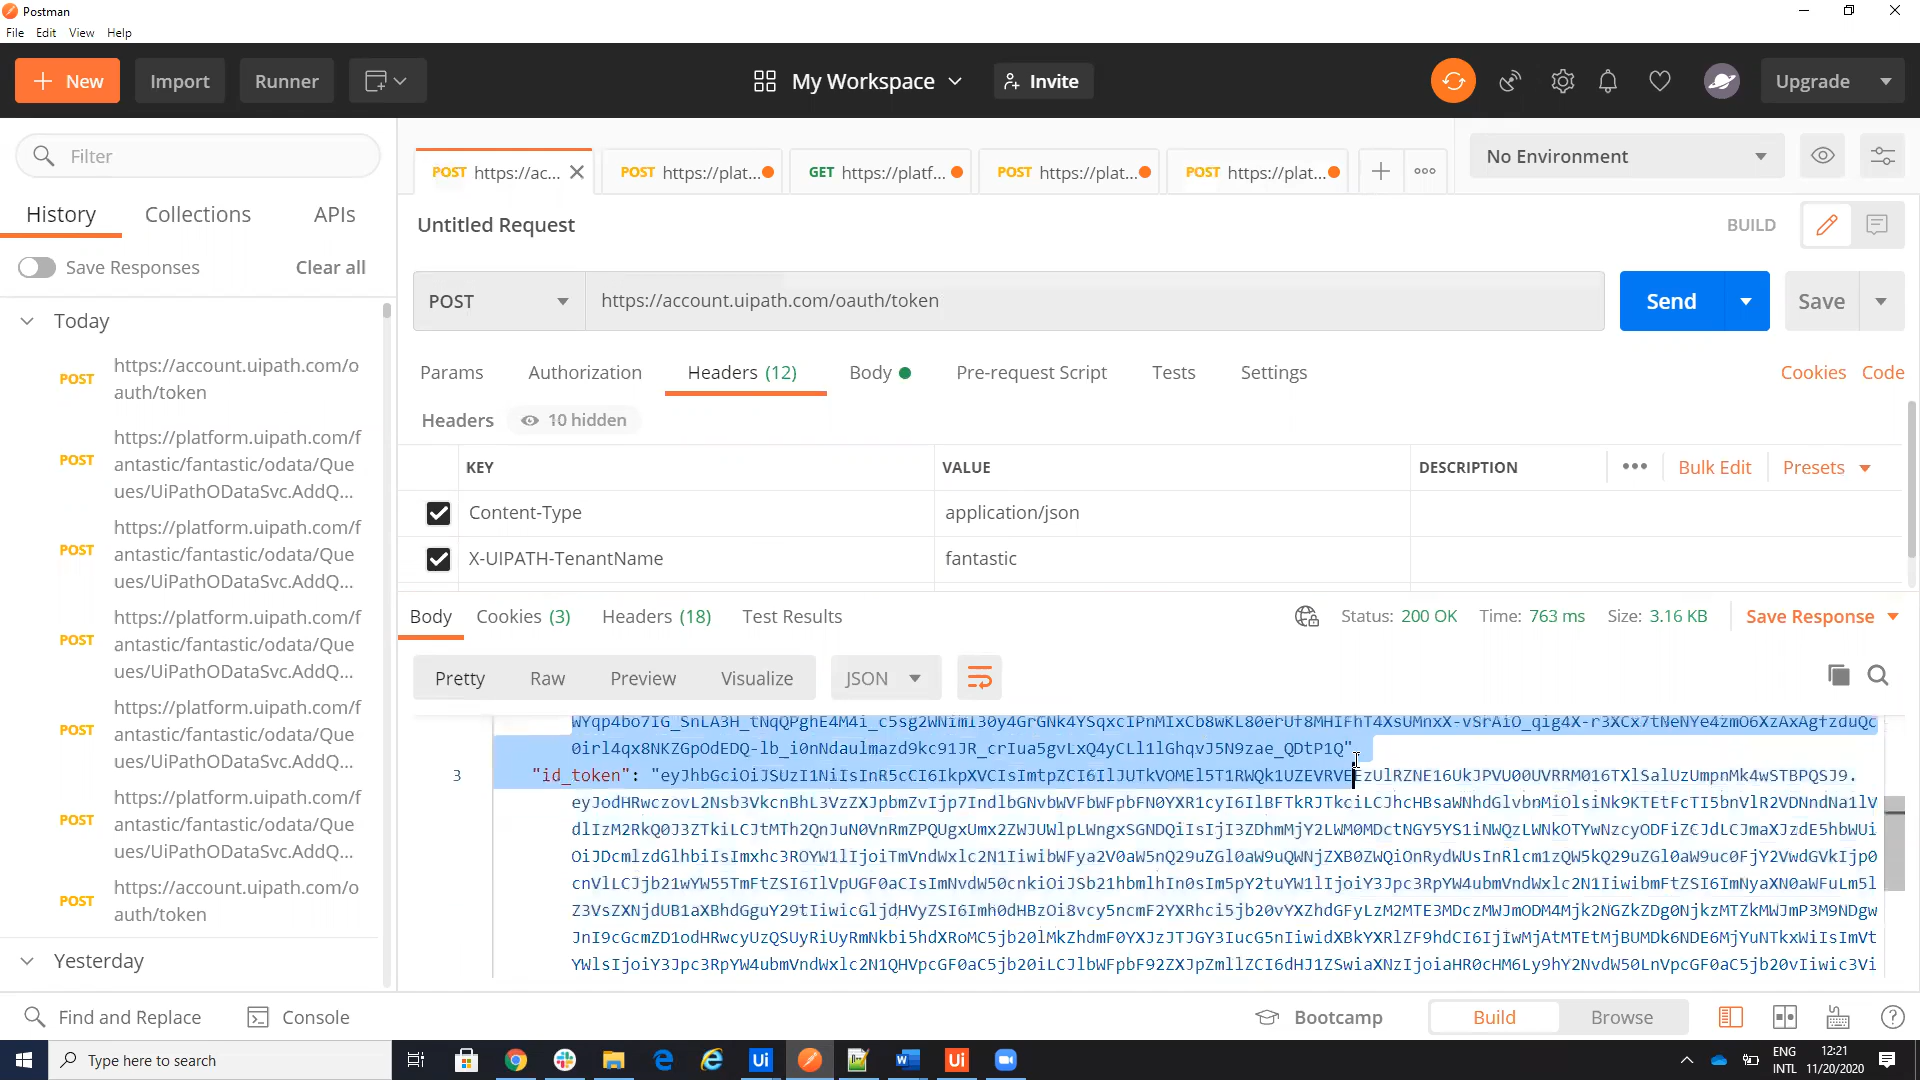 Postman
File Edit View Help
New Import Runner My Workspace Invite Upgrade
Filter
History Collections APIs
Save Responses Clear all
Today
POST https://account.uipath.com/o
auth/token
POST https://platform.uipath.com/f
antastic/fantastic/odata/Que
ues/UiPathODataSvc.AddQ...
POST https://platform.uipath.com/f
antastic/fantastic/odata/Que
ues/UiPathODataSvc.AddQ...
POST https://platform.uipath.com/f
antastic/fantastic/odata/Que
ues/UiPathODataSvc.AddQ...
POST https://platform.uipath.com/f
antastic/fantastic/odata/Que
ues/UiPathODataSvc.AddQ...
POST https://platform.uipath.com/f
antastic/fantastic/odata/Que
ues/UiPathODataSvc.AddQ...
POST https://account.uipath.com/o
auth/token
Yesterday
POST https://ac... POST https://plat... GET https://platf... POST https://plat... POST https://plat... No Environment
Untitled Request BUILD
POST https://account.uipath.com/oauth/token Send Save
Params Authorization Headers (12) Body Pre-request Script Tests Settings Cookies Code
Headers 10 hidden
KEY VALUE DESCRIPTION Bulk Edit Presets
Content-Type application/json
X-UIPATH-TenantName fantastic
Body Cookies (3) Headers (18) Test Results Status: 200 OK Time: 763 ms Size: 3.16 KB Save Response
Pretty Raw Preview Visualize JSON
3 "id_token":
Find and Replace Console Bootcamp Build Browse
Type here to search ENG 12:21
INTL 11/20/2020